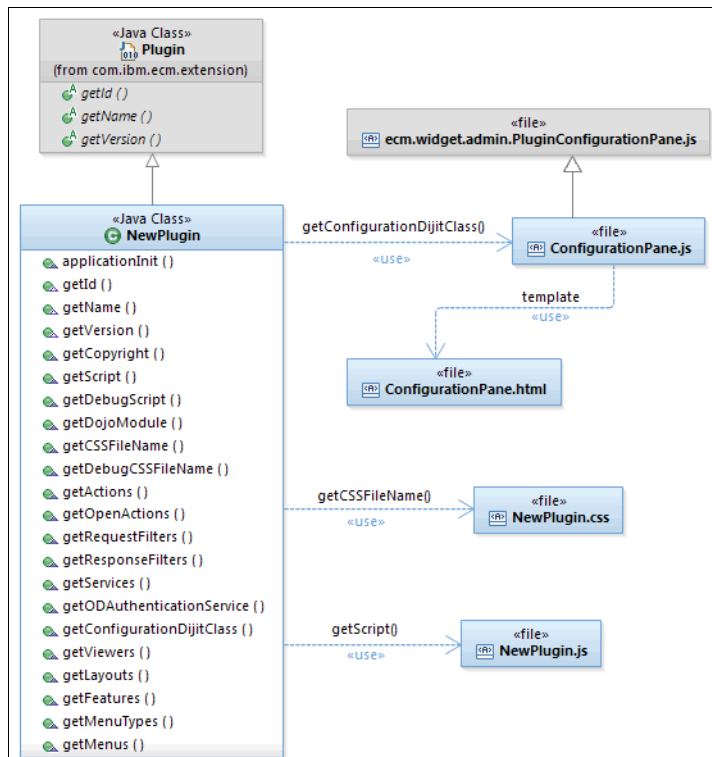 «Java Class»
Plugin
(from com.ibm.ecm.extension)
getId ( )
getName ( )
getVersion ( )
«file»
ecm.widget.admin.PluginConfigurationPane.js
«Java Class»
NewPlugin
applicationInit ( )
getId ( )
getName ( )
getVersion ( )
getCopyright ( )
getScript ( )
getDebugScript ( )
getDojoModule ( )
getCSSFileName ( )
getDebugCSSFileName ( )
getActions ( )
getOpenActions ( )
getRequestFilters ( )
getResponseFilters ( )
getServices ( )
getODAuthenticationService ( )
getConfigurationDijitClass ( )
getViewers ( )
getLayouts ( )
getFeatures ( )
getMenuTypes ( )
getMenus ( )
getConfigurationDijitClass()
«use»
«file»
ConfigurationPane.js
template
«use»
«file»
ConfigurationPane.html
getCSSFileName()
«use»
«file»
NewPlugin.css
getScript()
«use»
«file»
NewPlugin.js